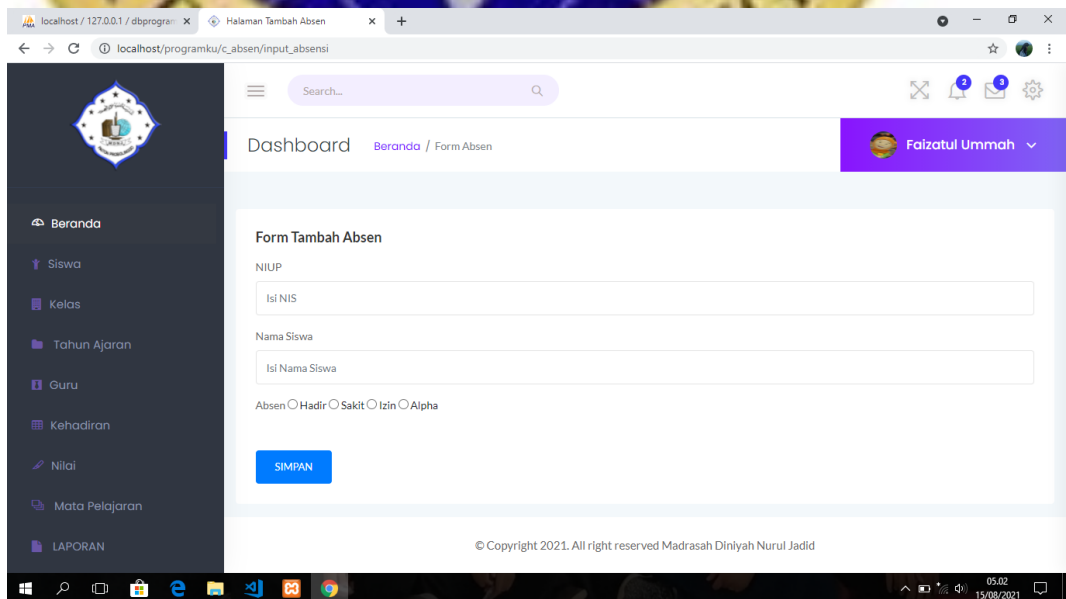 localhost / 127.0.0.1 / dbprogram
Halaman Tambah Absen
localhost/programku/c_absen/input_absensi
Search...
2
3
Dashboard
Beranda / Form Absen
Faizatul Ummah
Beranda
Siswa
Kelas
Tahun Ajaran
Guru
Kehadiran
Nilai
Mata Pelajaran
LAPORAN
Form Tambah Absen
NIUP
Isi NIS
Nama Siswa
Isi Nama Siswa
Absen Hadir Sakit Izin Alpha
SIMPAN
© Copyright 2021. All right reserved Madrasah Diniyah Nurul Jadid
05.02
15/08/2021